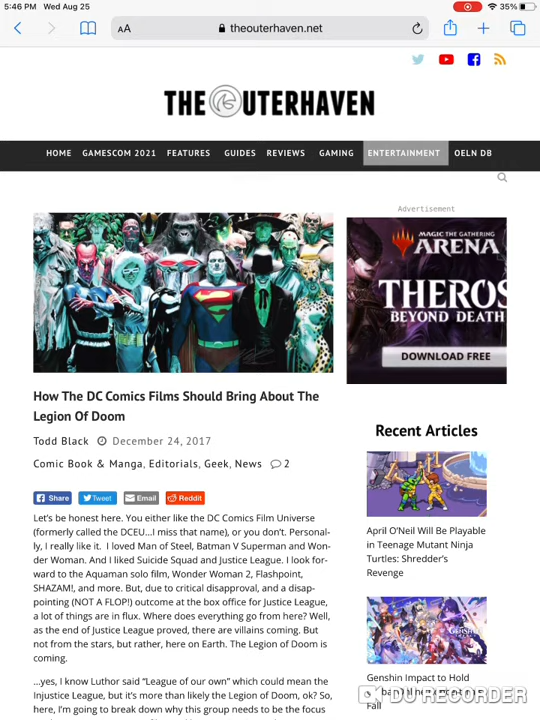 5:46 PM Wed Aug 25
35%
AA
theouterhaven.net
THE OUTERHAVEN
HOME GAMESCOM 2021 FEATURES GUIDES REVIEWS GAMING ENTERTAINMENT OELN DB
Advertisement
MAGIC THE GATHERING
ARENA
THEROS
BEYOND DEATH
DOWNLOAD FREE
How The DC Comics Films Should Bring About The
Legion Of Doom
Todd Black December 24, 2017
Comic Book & Manga, Editorials, Geek, News 2
Share Tweet Email Reddit
Let's be honest here. You either like the DC Comics Film Universe
(formerly called the DCEU...I miss that name), or you don't. Personal-
ly, I really like it. I loved Man of Steel, Batman V Superman and Won-
der Woman. And I liked Suicide Squad and Justice League. I look for-
ward to the Aquaman solo film, Wonder Woman 2, Flashpoint,
SHAZAM!, and more. But, due to critical disapproval, and a disap-
pointing (NOT A FLOP!) outcome at the box office for Justice League,
a lot of things are in flux. Where does everything go from here? Well,
as the end of Justice League proved, there are villains coming. But
not from the stars, but rather, here on Earth. The Legion of Doom is
coming.
...yes, I know Luthor said "League of our own" which could mean the
Injustice League, but it's more than likely the Legion of Doom, ok? So,
here, I'm going to break down why this group needs to be the focus
Recent Articles
April O'Neil Will Be Playable
in Teenage Mutant Ninja
Turtles: Shredder's
Revenge
GENSHIN
Genshin Impact to Hold
Fall
DU RECORDER